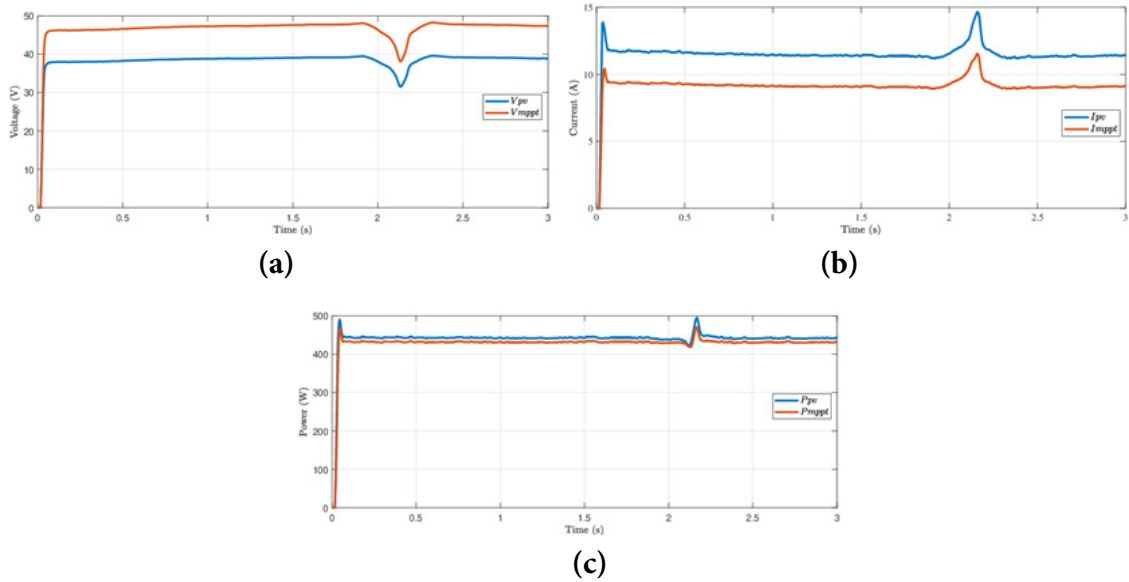 50
40
30
20
10
0
Voltage (V)
Vpv
Vmppt
0 0.5 1 1.5 2 2.5 3
Time (s)
(a)
15
10
5
0
Current (A)
Ipv
Imppt
0 0.5 1 1.5 2 2.5 3
Time (s)
(b)
500
400
300
200
100
0
Power (W)
Ppv
Pmppt
0 0.5 1 1.5 2 2.5 3
Time (s)
(c)